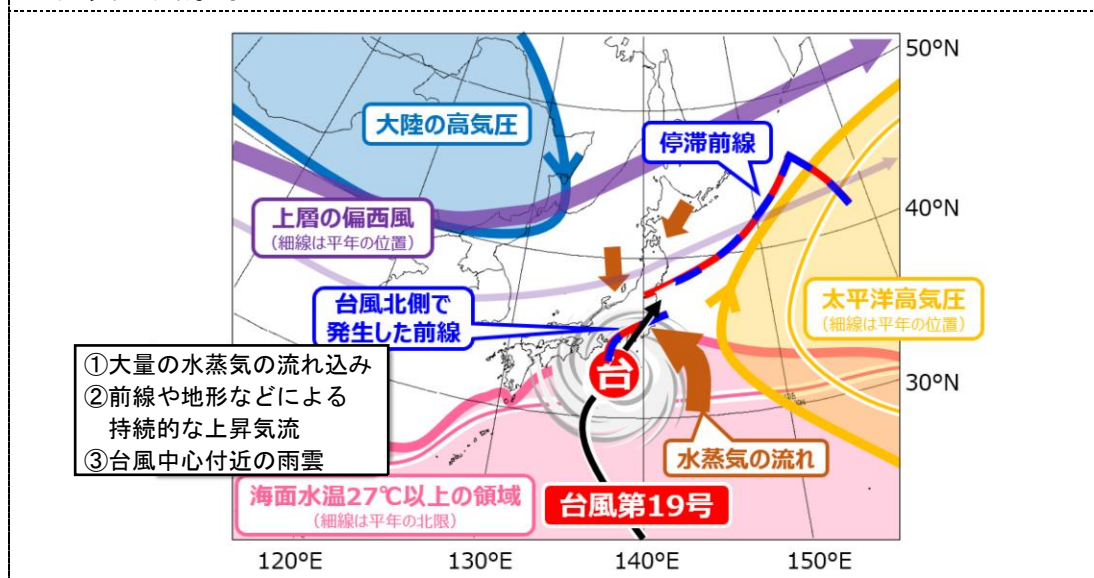 50°N
大陸の高気圧
停滞前線
上層の偏西風
(細線は平年の位置)
40°N
台風北側で
発生した前線
太平洋高気圧
(細線は平年の位置)
①大量の水蒸気の流れ込み
②前線や地形などによる
持続的な上昇気流
③台風中心付近の雨雲
台
30°N
水蒸気の流れ
海面水温27℃以上の領域
(細線は平年の北限)
台風第19号
120°E
130°E
140°E
150°E